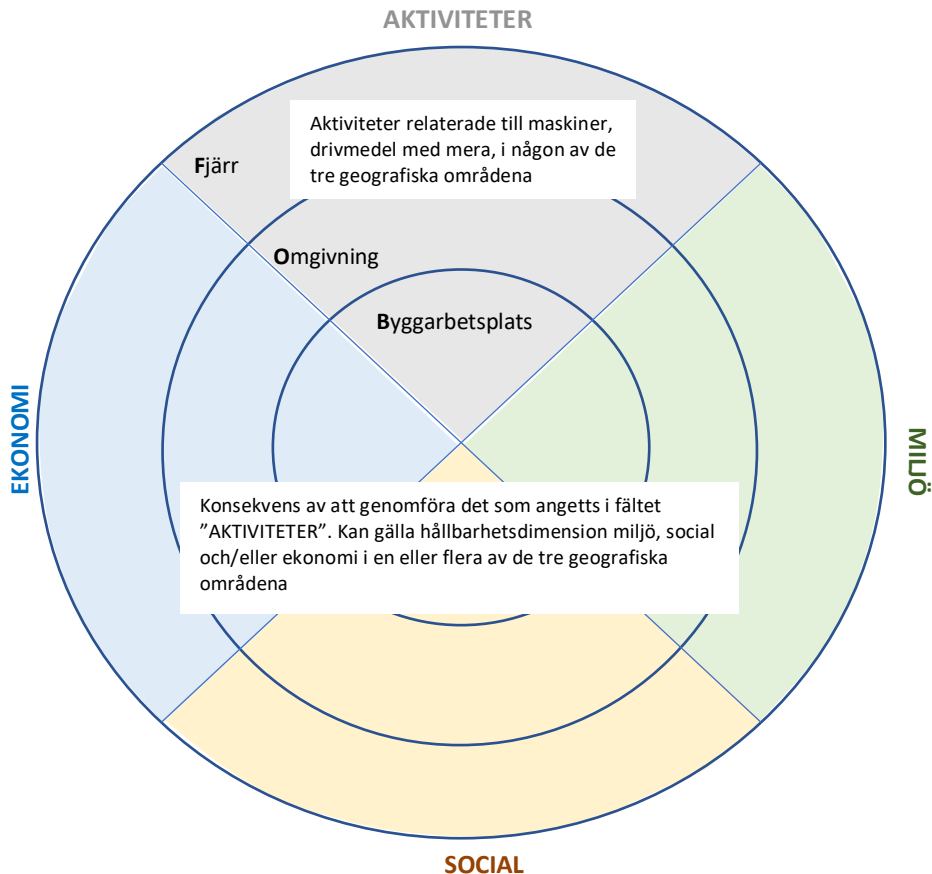 AKTIVITETER
Aktiviteter relaterade till maskiner,
drivmedel med mera, i någon av de
tre geografiska områdena
Fjärr
Omgivning
Byggarbetsplats
EKONOMI
MILJÖ
Konsekvens av att genomföra det som angetts i fältet
”AKTIVITETER”. Kan gälla hållbarhetsdimension miljö, social
och/eller ekonomi i en eller flera av de tre geografiska
områdena
SOCIAL